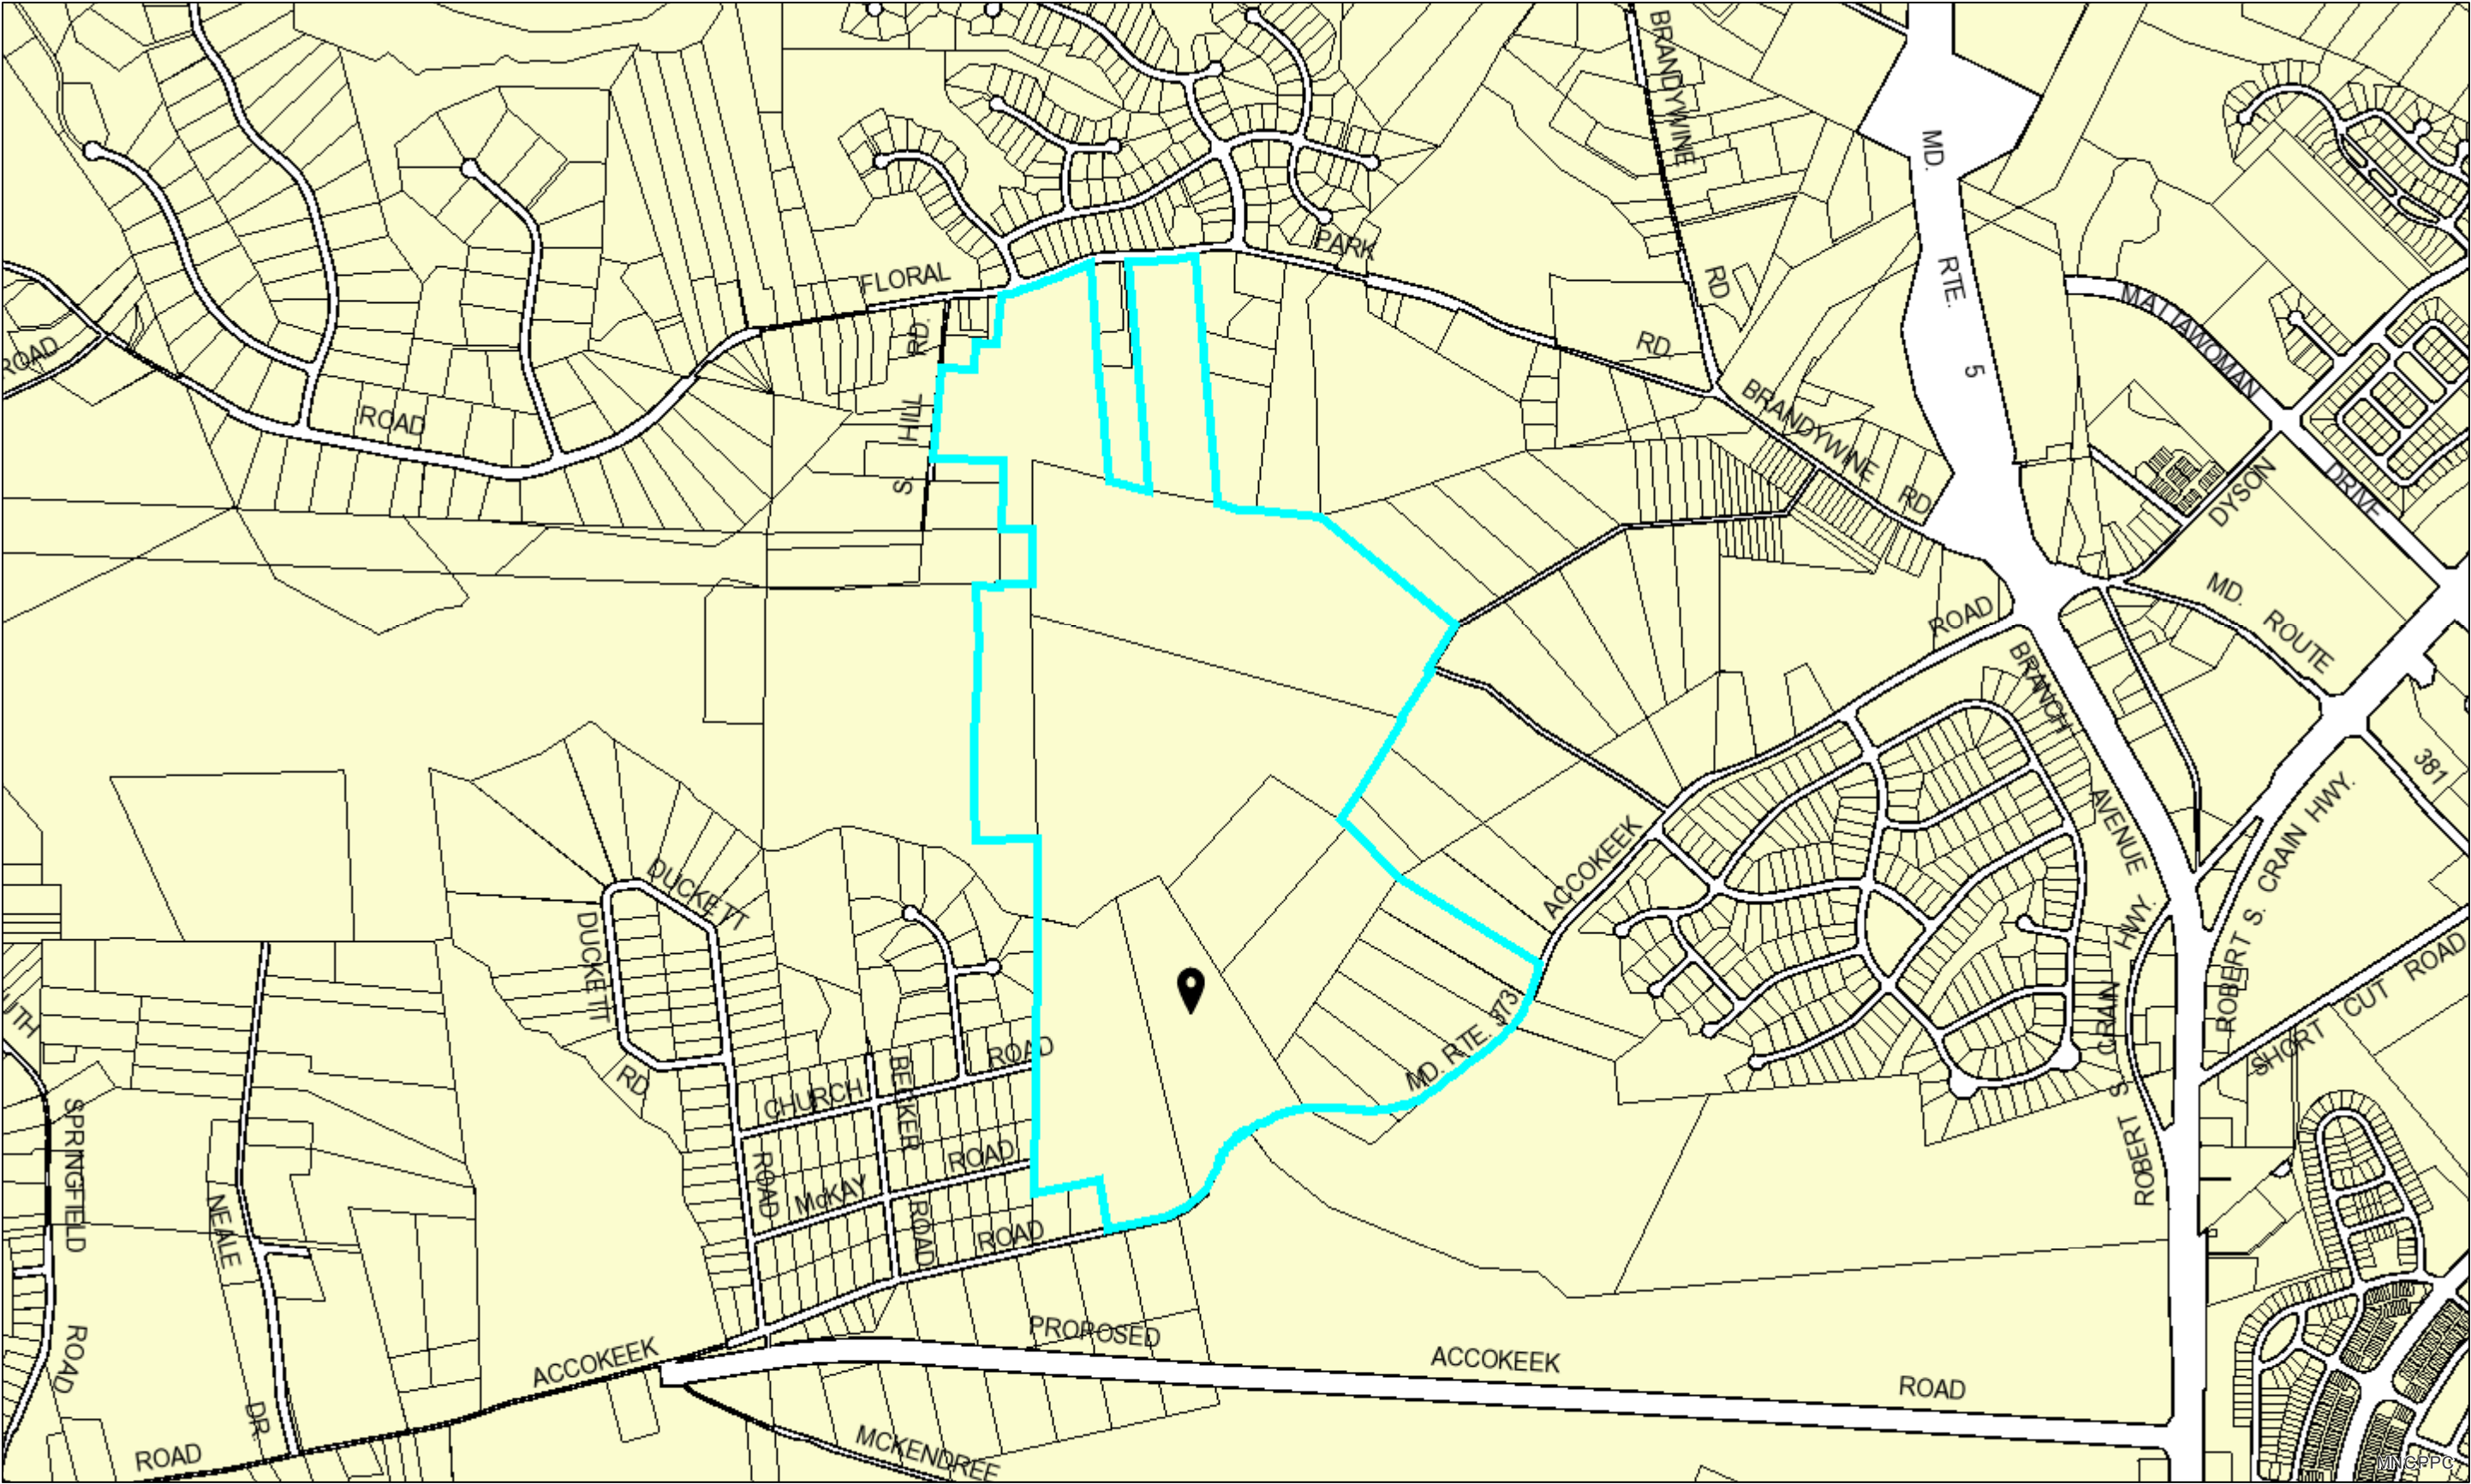 BRANDYWINE
RD
MD.
RTE.
5
FLORAL
PARK
RD.
RD.
HILL
S.
ROAD
ROAD
MATTAWOMAN
DRIVE
BRANDYWINE
RD
DYSON
MD.
ROUTE
381
ROAD
BRANCH
AVENUE
ACCOKEEK
ROBERT S. CRAIN HWY.
ROBERT S. CRAIN HWY.
SHORT CUT ROAD
MD. RTE. 373
DUCKETT
DUCKETT
RD
ROAD
CHURCH
ROAD
BEEKER
ROAD
McKAY
ROAD
ROAD
UTH
SPRINGFIELD
ROAD
NEALE
DR
ACCOKEEK
ROAD
PROPOSED
ACCOKEEK
ROAD
MCKENDREE
MNCPPC